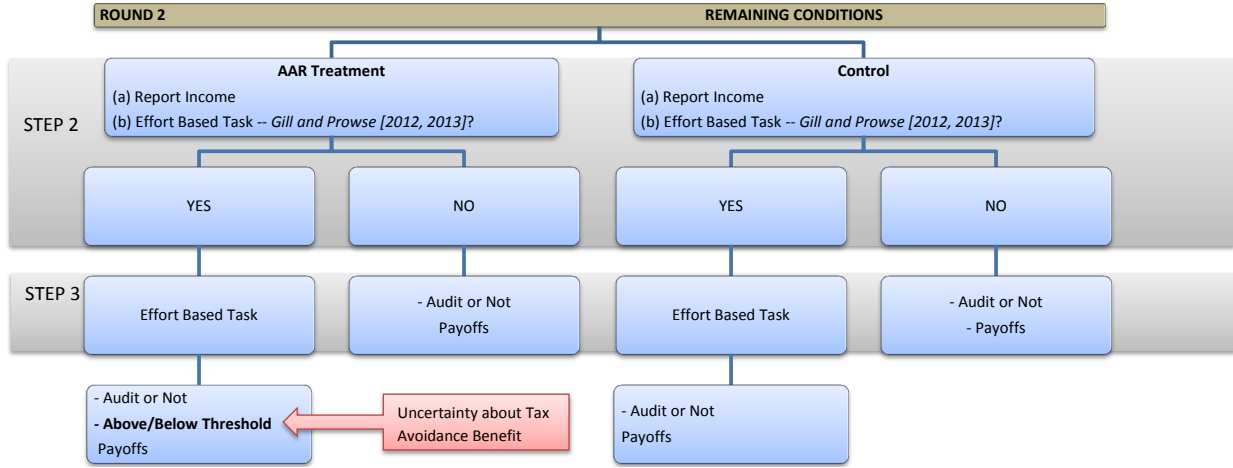 ROUND 2 REMAINING CONDITIONS
AAR Treatment
(a) Report Income
(b) Effort Based Task -- Gill and Prowse [2012, 2013]?
Control
(a) Report Income
(b) Effort Based Task -- Gill and Prowse [2012, 2013]?
STEP 2
YES
NO
YES
NO
STEP 3
Effort Based Task
- Audit or Not
Payoffs
Effort Based Task
- Audit or Not
- Payoffs
- Audit or Not
- Above/Below Threshold
Payoffs
Uncertainty about Tax
Avoidance Benefit
- Audit or Not
Payoffs